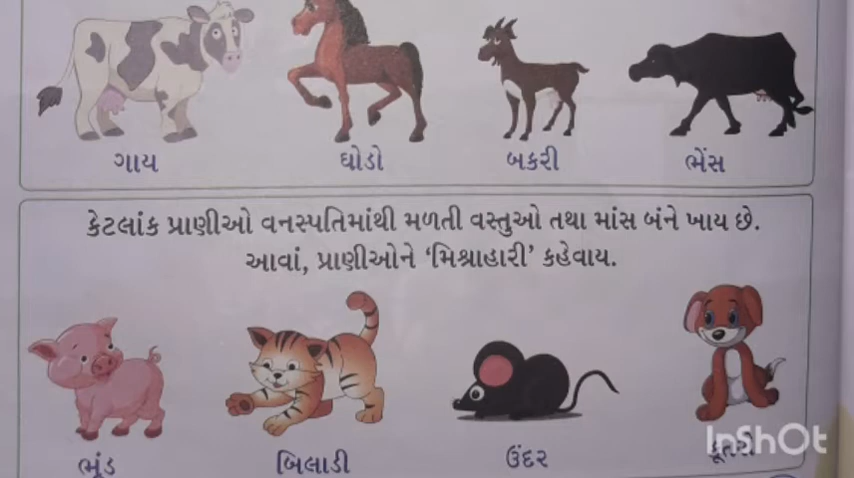 ગાય ઘોડો બકરી ભેંસ
કેટલાંક પ્રાણીઓ વનસ્પતિમાંથી મળતી વસ્તુઓ તથા માંસ બંને ખાય છે.
આવાં, પ્રાણીઓને ‘મિશ્રાહારી’ કહેવાય.
ભૂંડ બિલાડી ઉંદર
InShOt